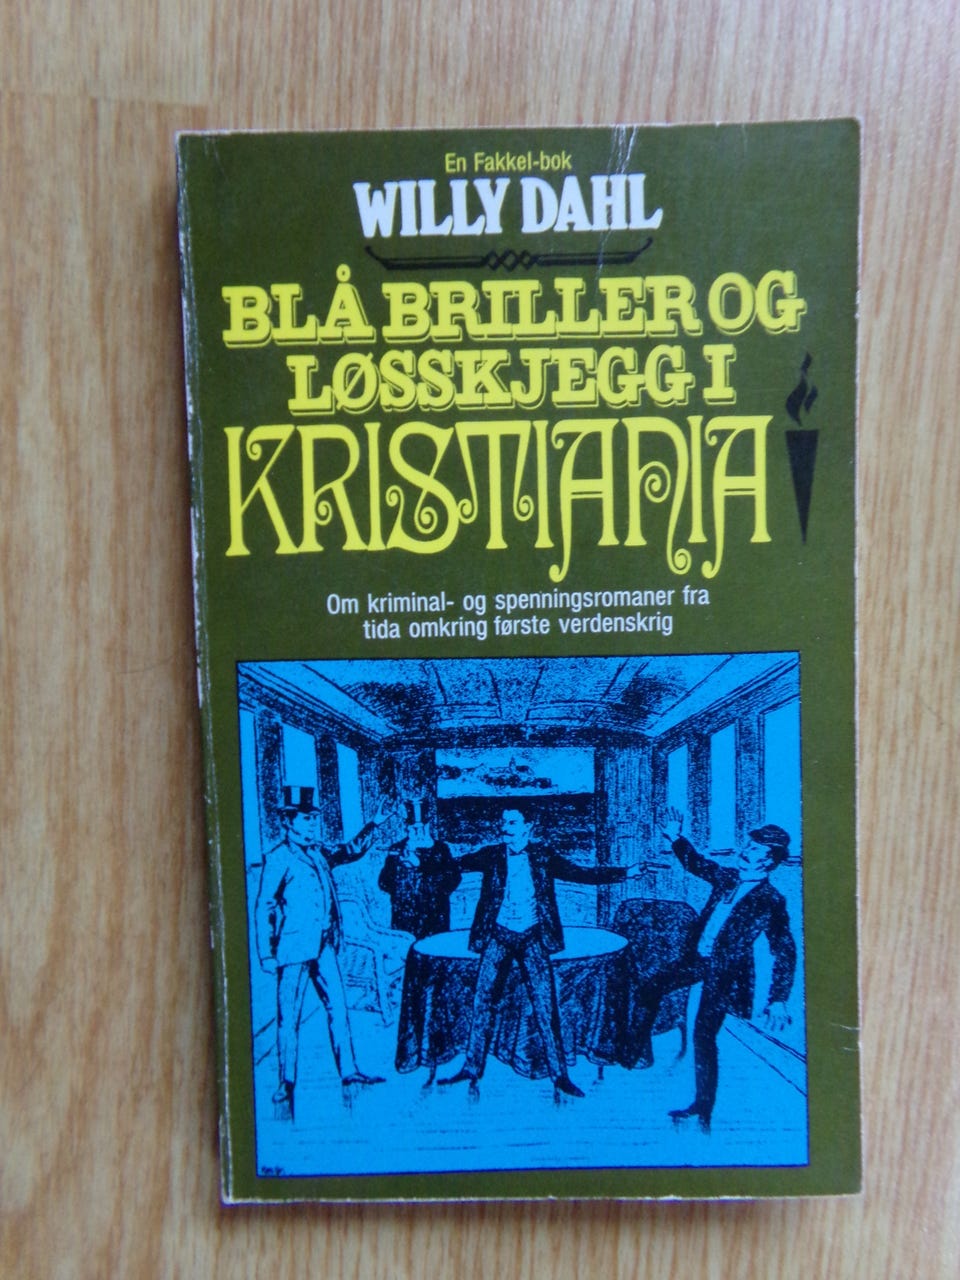 En Fakkel-bok
WILLY DAHL
BLÅ BRILLER OG
LØSSKJEGG I
KRISTIANIA
Om kriminal- og spenningsromaner fra
tida omkring første verdenskrig